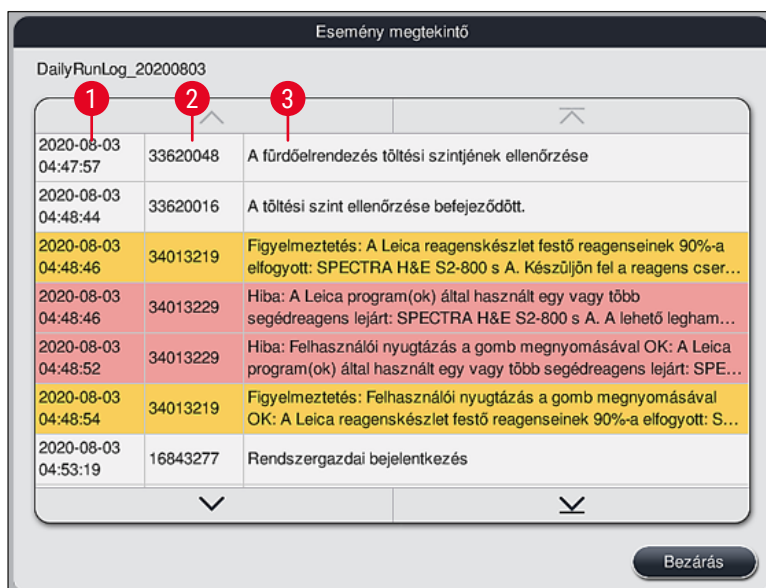 Esemény megtekintő
DailyRunLog_20200803
1 2 3
2020-08-03
04:47:57
33620048
A fürdőelrendezés töltési szintjének ellenőrzése
2020-08-03
04:48:44
33620016
A töltési szint ellenőrzése befejeződött.
2020-08-03
04:48:46
34013219
Figyelmeztetés: A Leica reagenskészlet festő reagenseinek 90%-a
elfogyott: SPECTRA H&E S2-800 s A. Készüljön fel a reagens cser...
2020-08-03
04:48:46
34013229
Hiba: A Leica program(ok) által használt egy vagy több
segédreagens lejárt: SPECTRA H&E S2-800 s A. A lehető legham...
2020-08-03
04:48:52
34013229
Hiba: Felhasználói nyugtázás a gomb megnyomásával OK: A Leica
program(ok) által használt egy vagy több segédreagens lejárt: SPE...
2020-08-03
04:48:54
34013219
Figyelmeztetés: Felhasználói nyugtázás a gomb megnyomásával
OK: A Leica reagenskészlet festő reagenseinek 90%-a elfogyott: S...
2020-08-03
04:53:19
16843277
Rendszergazdai bejelentkezés
Bezárás